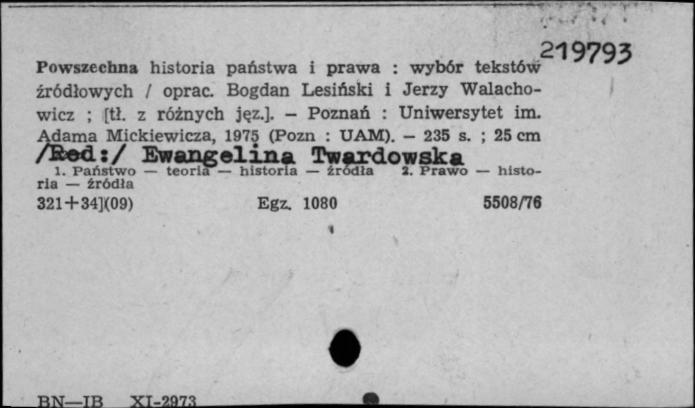 219793
Powszechna historia państwa i prawa : wybór tekstów
źródłowych / oprac. Bogdan Lesiński i Jerzy Walacho-
wicz ; [tł. z różnych jęz.]. — Poznań : Uniwersytet im.
Adama Mickiewicza, 1975 (Pozn : UAM). — 235 s. ; 25 cm
/Red:/ Ewangelina Twardowska
1. Państwo — teoria — historia — źródła 2. Prawo — histo-
ria — źródła
321+34](09) Egz. 1080 5508/76
BN—IB XI-2973